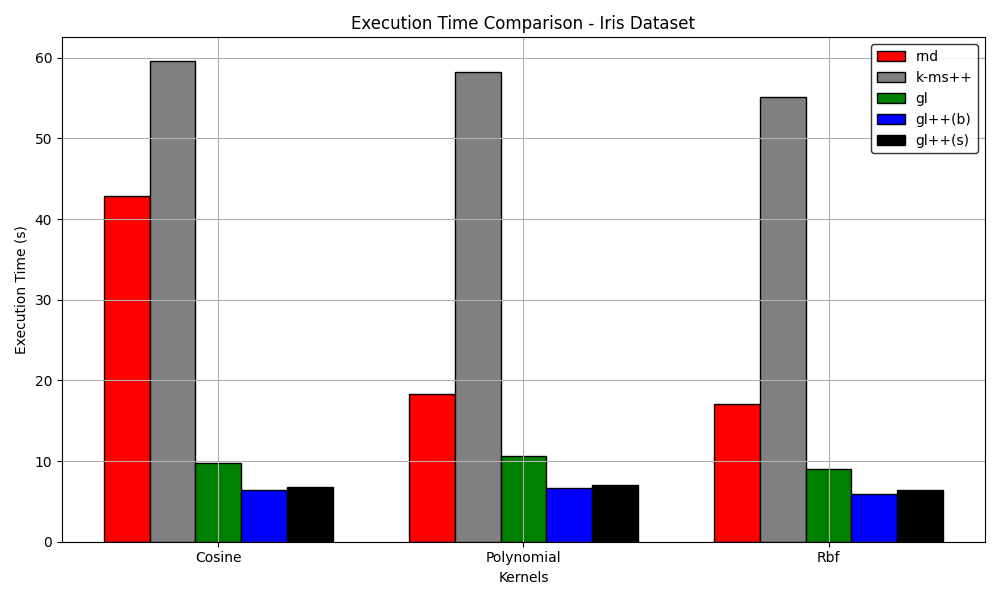 Execution Time Comparison - Iris Dataset
rnd
k-ms++
gl
gl++(b)
gl++(s)
60
50
40
30
20
10
0
Execution Time (s)
Cosine
Polynomial
Rbf
Kernels